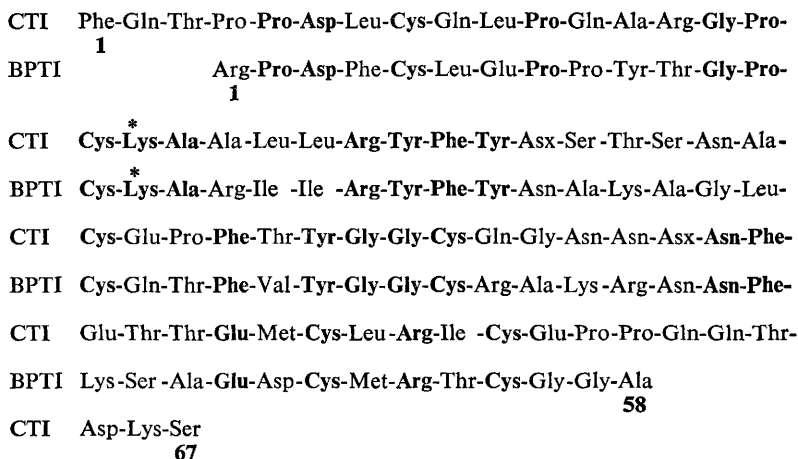 CTI Phe-Gln-Thr-Pro-Pro-Asp-Leu-Cys-Gln-Leu-Pro-Gln-Ala-Arg-Gly-Pro-
1
BPTI Arg-Pro-Asp-Phe-Cys-Leu-Glu-Pro-Pro-Tyr-Thr-Gly-Pro-
1
*
CTI Cys-Lys-Ala-Ala-Leu-Leu-Arg-Tyr-Phe-Tyr-Asx-Ser-Thr-Ser-Asn-Ala-
*
BPTI Cys-Lys-Ala-Arg-Ile-Ile-Arg-Tyr-Phe-Tyr-Asn-Ala-Lys-Ala-Gly-Leu-
CTI Cys-Glu-Pro-Phe-Thr-Tyr-Gly-Gly-Cys-Gln-Gly-Asn-Asn-Asx-Asn-Phe-
BPTI Cys-Gln-Thr-Phe-Val-Tyr-Gly-Gly-Cys-Arg-Ala-Lys-Arg-Asn-Asn-Phe-
CTI Glu-Thr-Thr-Glu-Met-Cys-Leu-Arg-Ile-Cys-Glu-Pro-Pro-Gln-Gln-Thr-
BPTI Lys-Ser-Ala-Glu-Asp-Cys-Met-Arg-Thr-Cys-Gly-Gly-Ala
58
CTI Asp-Lys-Ser
67